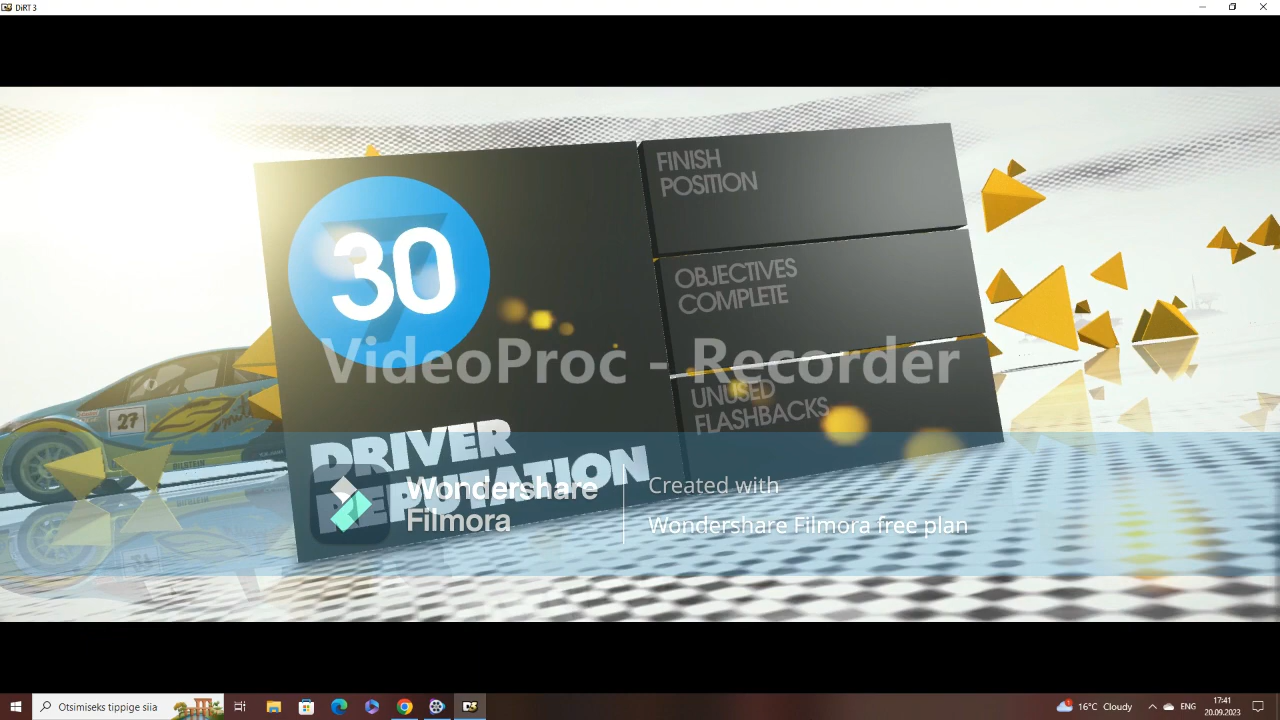 DiRT 3
FINISH
POSITION
30
OBJECTIVES
COMPLETE
VideoProc - Recorder
UNUSED
FLASHBACKS
27
DRIVER
REPUTATION
Wondershare
Filmora
Created with
Wondershare Filmora free plan
Otsimiseks tippige siia
16°C Cloudy
ENG
17:41
20.09.2023